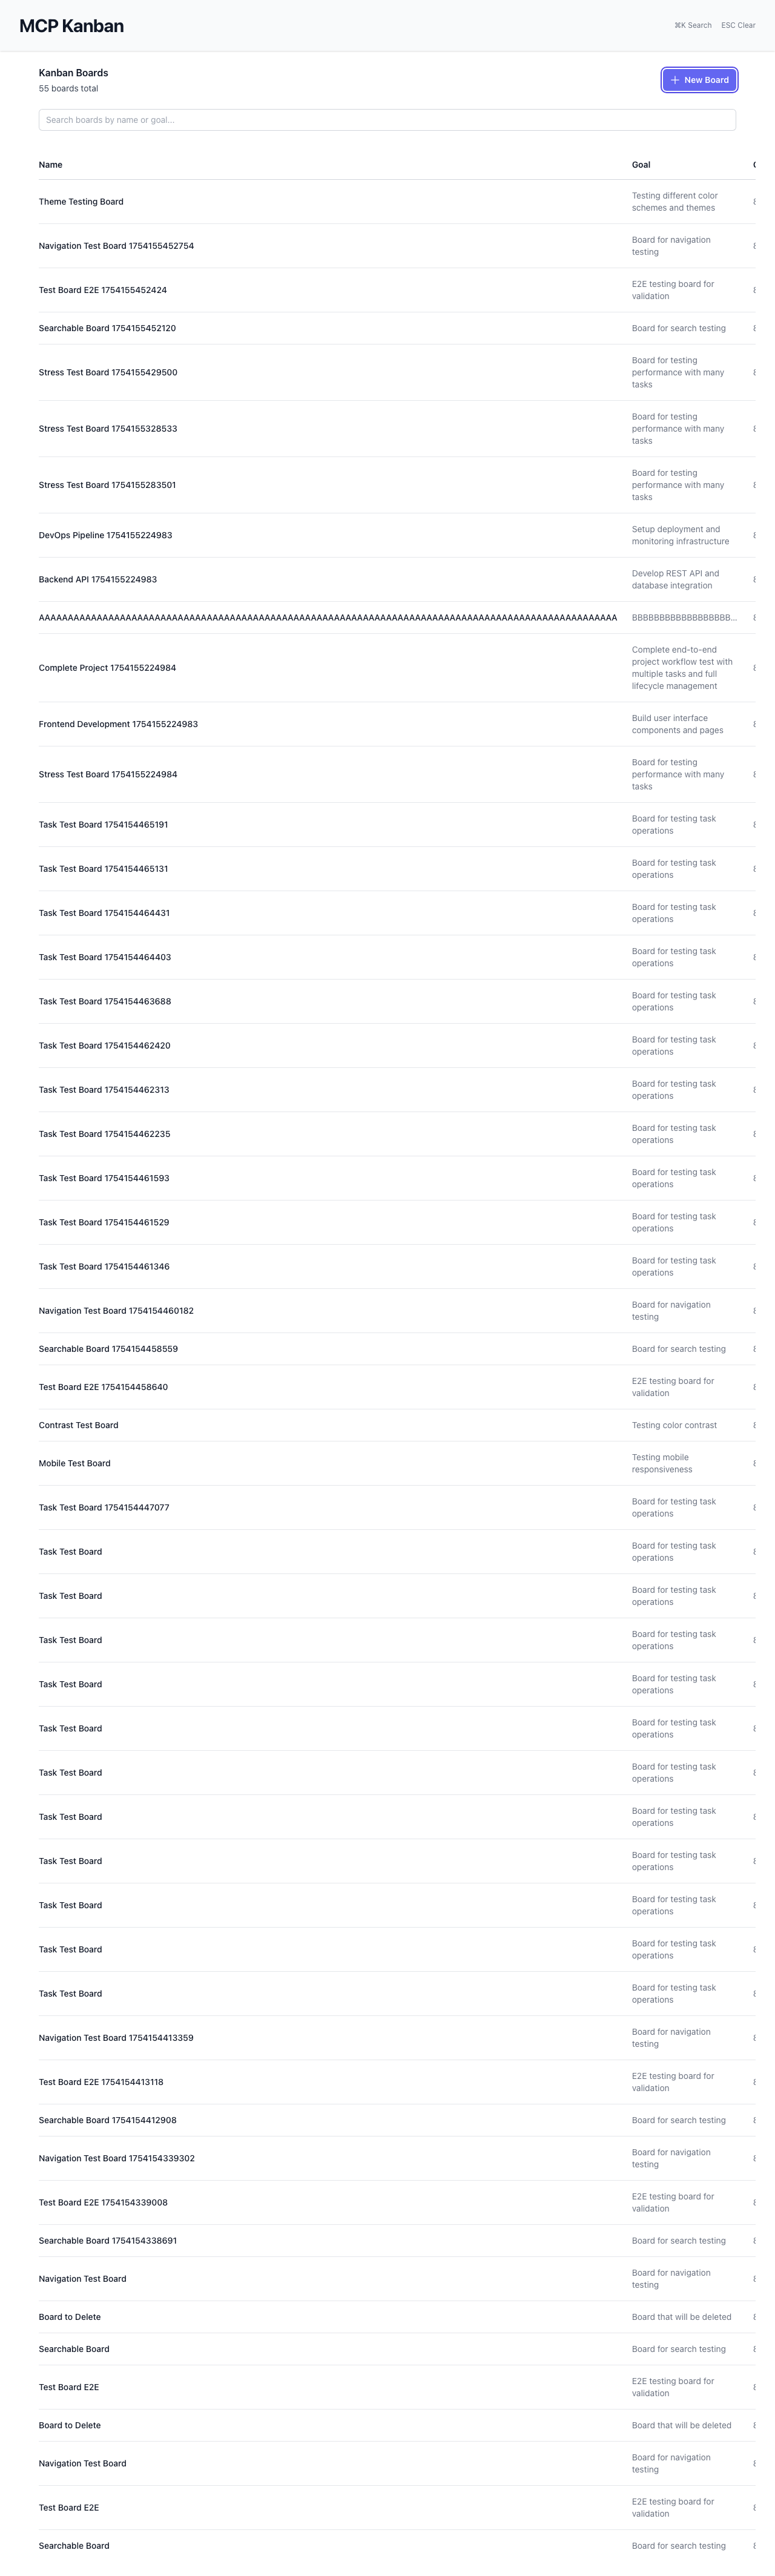 MCP Kanban
⌘K Search
ESC Clear
Kanban Boards
55 boards total
New Board
Search boards by name or goal...
Name
Goal
Theme Testing Board
Testing different color
schemes and themes
Navigation Test Board 1754155452754
Board for navigation
testing
Test Board E2E 1754155452424
E2E testing board for
validation
Searchable Board 1754155452120
Board for search testing
Stress Test Board 1754155429500
Board for testing
performance with many
tasks
Stress Test Board 1754155328533
Board for testing
performance with many
tasks
Stress Test Board 1754155283501
Board for testing
performance with many
tasks
DevOps Pipeline 1754155224983
Setup deployment and
monitoring infrastructure
Backend API 1754155224983
Develop REST API and
database integration
AAAAAAAAAAAAAAAAAAAAAAAAAAAAAAAAAAAAAAAAAAAAAAAAAAAAAAAAAAAAAAAAAAAAAAAAAAAAAAAAAAAAAAAAAAAAAAAAAAAA
BBBBBBBBBBBBBBBBBB...
Complete Project 1754155224984
Complete end-to-end
project workflow test with
multiple tasks and full
lifecycle management
Frontend Development 1754155224983
Build user interface
components and pages
Stress Test Board 1754155224984
Board for testing
performance with many
tasks
Task Test Board 1754154465191
Board for testing task
operations
Task Test Board 1754154465131
Board for testing task
operations
Task Test Board 1754154464431
Board for testing task
operations
Task Test Board 1754154464403
Board for testing task
operations
Task Test Board 1754154463688
Board for testing task
operations
Task Test Board 1754154462420
Board for testing task
operations
Task Test Board 1754154462313
Board for testing task
operations
Task Test Board 1754154462235
Board for testing task
operations
Task Test Board 1754154461593
Board for testing task
operations
Task Test Board 1754154461529
Board for testing task
operations
Task Test Board 1754154461346
Board for testing task
operations
Navigation Test Board 1754154460182
Board for navigation
testing
Searchable Board 1754154458559
Board for search testing
Test Board E2E 1754154458640
E2E testing board for
validation
Contrast Test Board
Testing color contrast
Mobile Test Board
Testing mobile
responsiveness
Task Test Board 1754154447077
Board for testing task
operations
Task Test Board
Board for testing task
operations
Task Test Board
Board for testing task
operations
Task Test Board
Board for testing task
operations
Task Test Board
Board for testing task
operations
Task Test Board
Board for testing task
operations
Task Test Board
Board for testing task
operations
Task Test Board
Board for testing task
operations
Task Test Board
Board for testing task
operations
Task Test Board
Board for testing task
operations
Task Test Board
Board for testing task
operations
Task Test Board
Board for testing task
operations
Navigation Test Board 1754154413359
Board for navigation
testing
Test Board E2E 1754154413118
E2E testing board for
validation
Searchable Board 1754154412908
Board for search testing
Navigation Test Board 1754154339302
Board for navigation
testing
Test Board E2E 1754154339008
E2E testing board for
validation
Searchable Board 1754154338691
Board for search testing
Navigation Test Board
Board for navigation
testing
Board to Delete
Board that will be deleted
Searchable Board
Board for search testing
Test Board E2E
E2E testing board for
validation
Board to Delete
Board that will be deleted
Navigation Test Board
Board for navigation
testing
Test Board E2E
E2E testing board for
validation
Searchable Board
Board for search testing